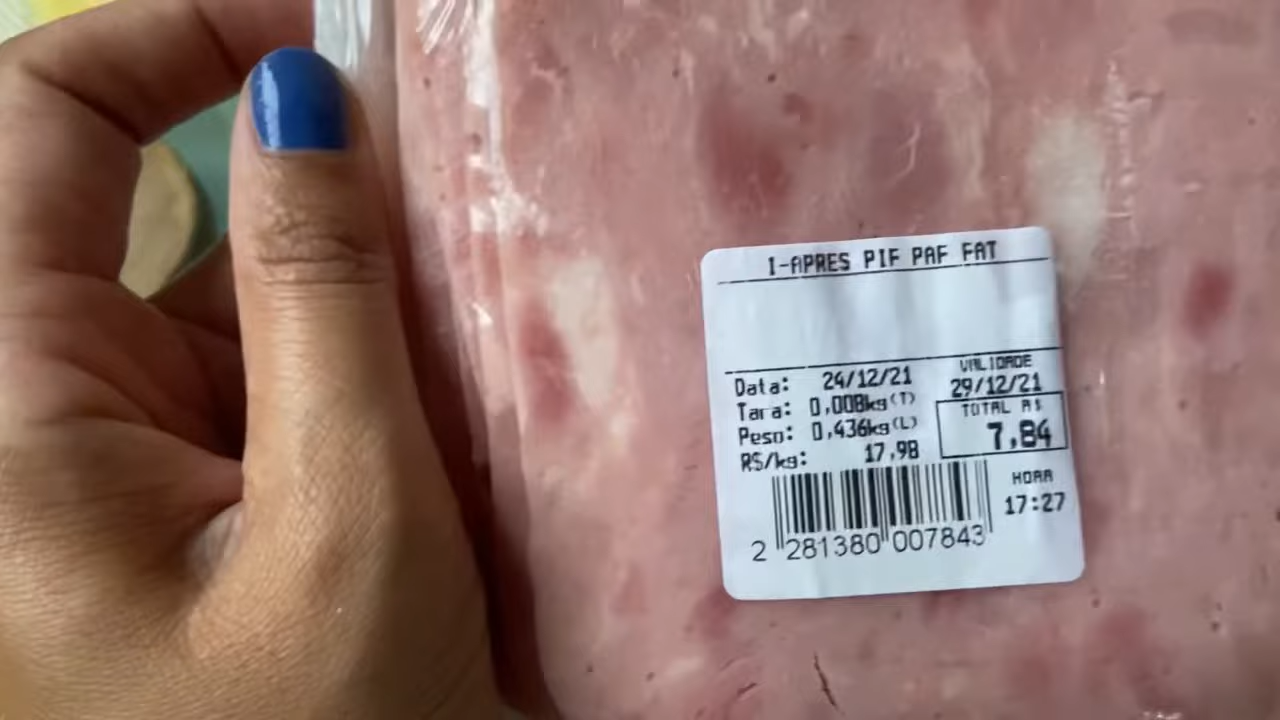 I-APRES PIF PAF FAT
VALIDADE
Data: 24/12/21 29/12/21
Tara: 0,008kg(T) TOTAL R$
Peso: 0,436kg(L) 7,84
R$/kg: 17,98
HORA
17:27
2 281380 007843